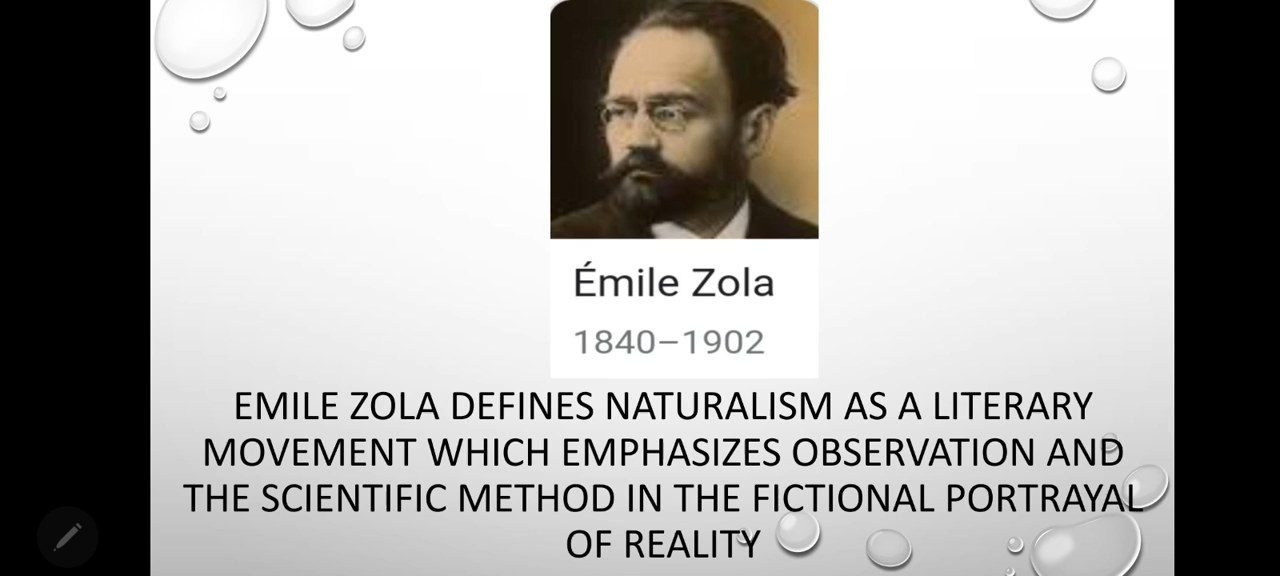 Émile Zola
1840–1902
EMILE ZOLA DEFINES NATURALISM AS A LITERARY
MOVEMENT WHICH EMPHASIZES OBSERVATION AND
THE SCIENTIFIC METHOD IN THE FICTIONAL PORTRAYAL
OF REALITY